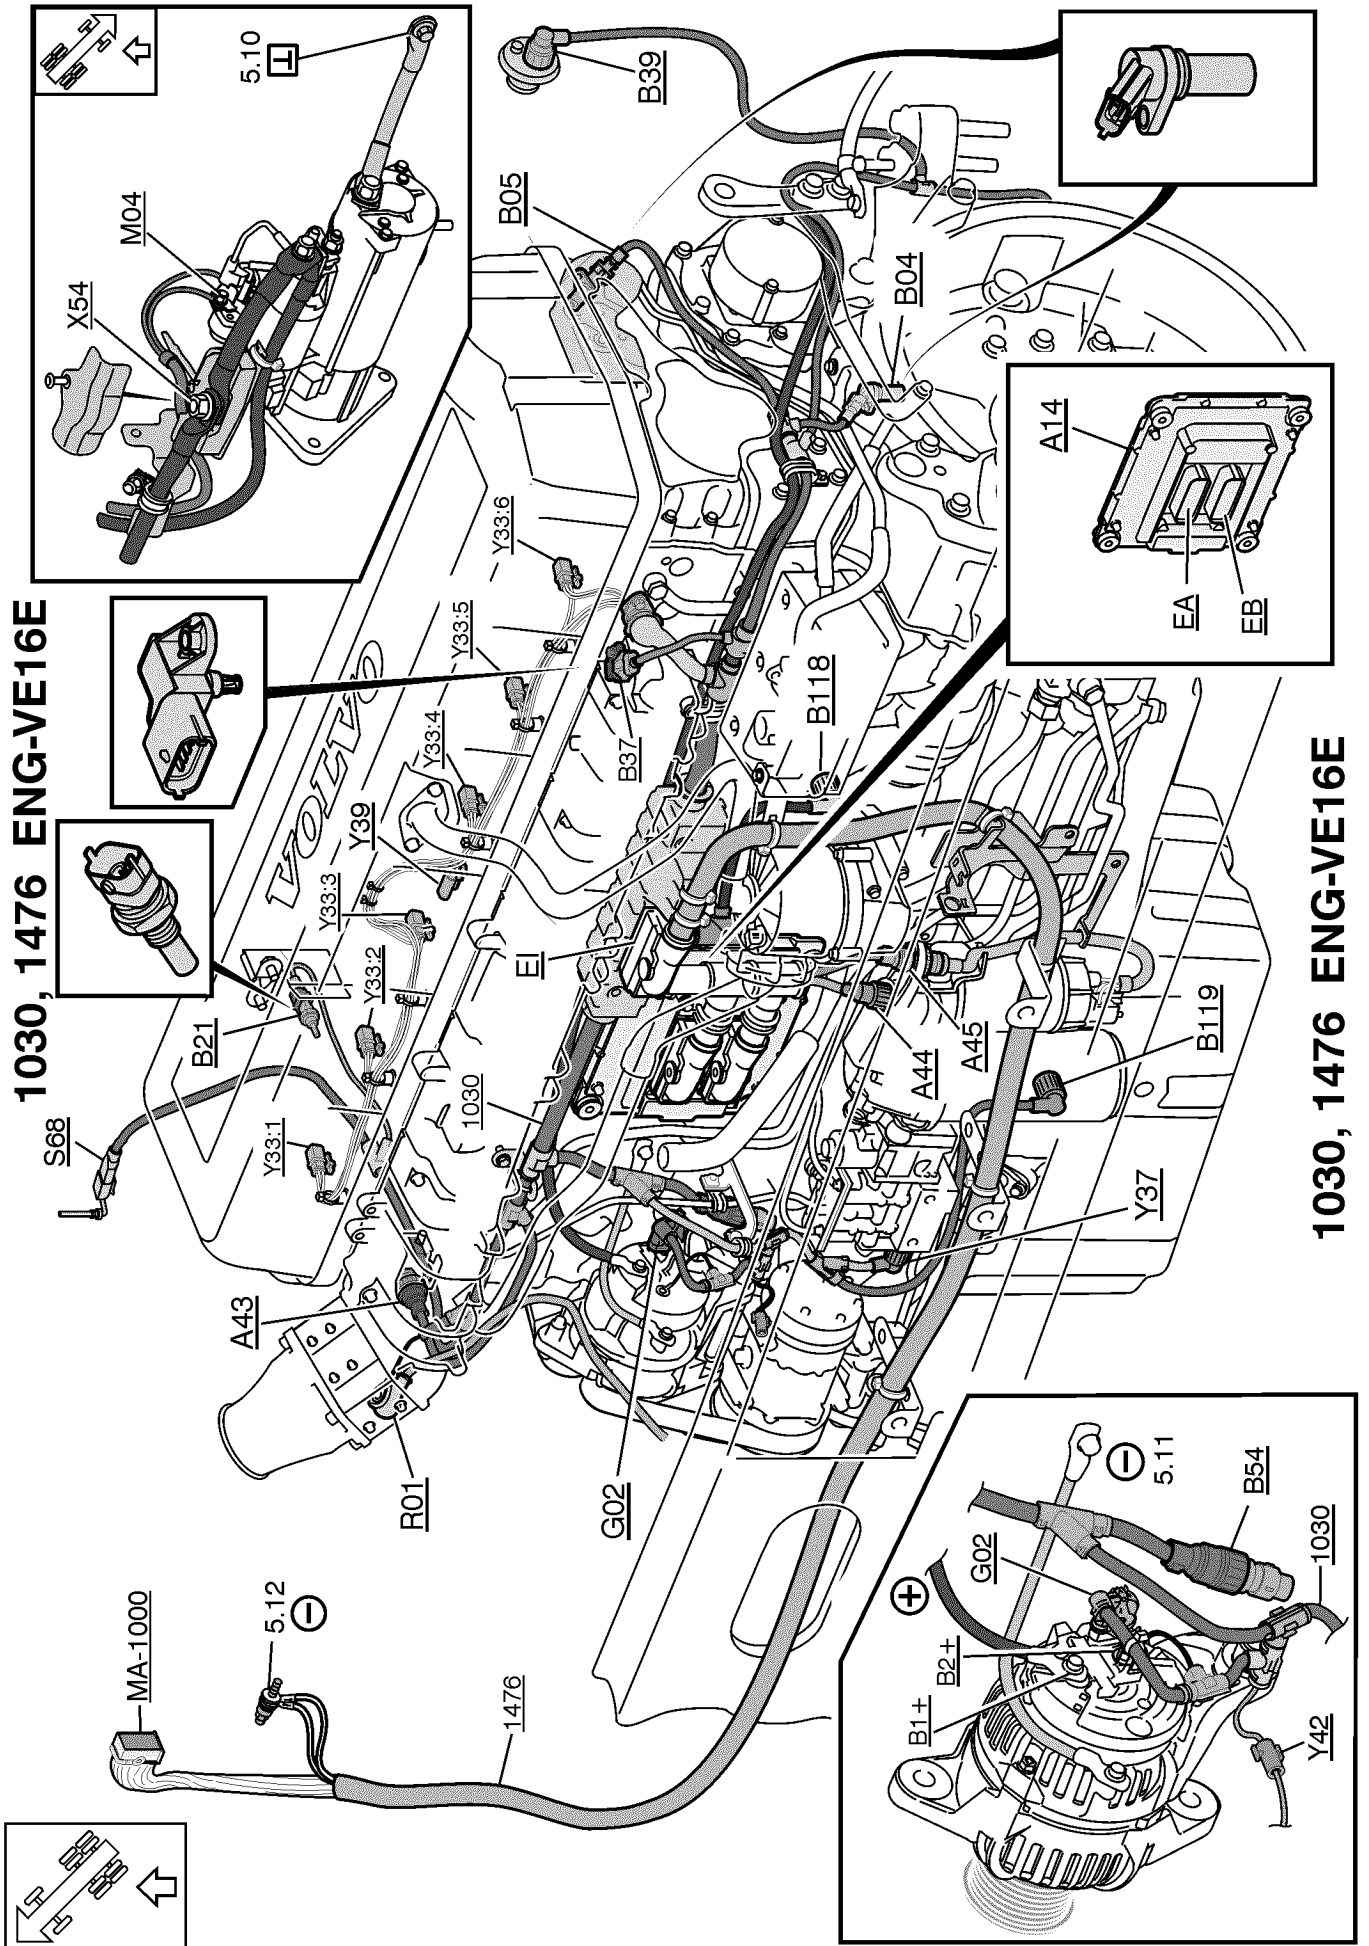 1030, 1476 ENG-VE16E
MA-1000
5.12
1476
S68
B21
Y33:1
Y33:2
Y33:3
Y39
Y33:4
Y33:5
Y33:6
VOLVO
X54
M04
5.10
B39
B05
B04
A43
R01
1030
EI
B37
B118
A14
EA
EB
G02
A44
A45
B119
Y37
B1+
B2+
G02
+
−
5.11
B54
1030
Y42
−
1030, 1476 ENG-VE16E